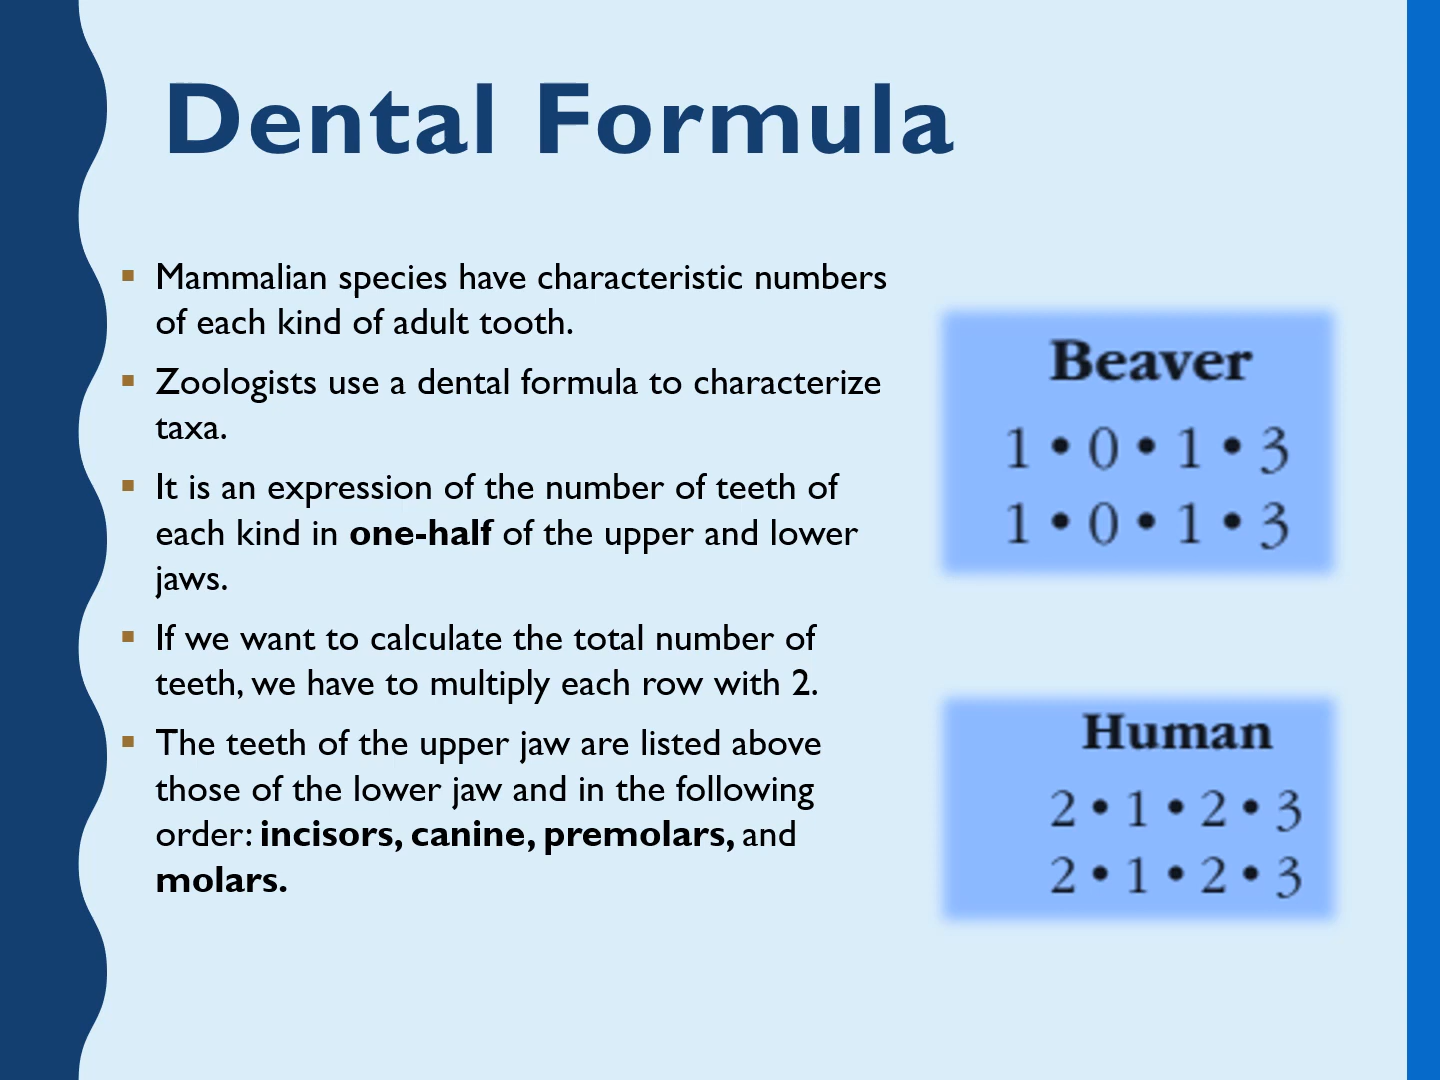 Dental Formula
▪ Mammalian species have characteristic numbers
of each kind of adult tooth.
▪ Zoologists use a dental formula to characterize
taxa.
▪ It is an expression of the number of teeth of
each kind in one-half of the upper and lower
jaws.
▪ If we want to calculate the total number of
teeth, we have to multiply each row with 2.
▪ The teeth of the upper jaw are listed above
those of the lower jaw and in the following
order: incisors, canine, premolars, and
molars.
Beaver
1 • 0 • 1 • 3
1 • 0 • 1 • 3
Human
2 • 1 • 2 • 3
2 • 1 • 2 • 3